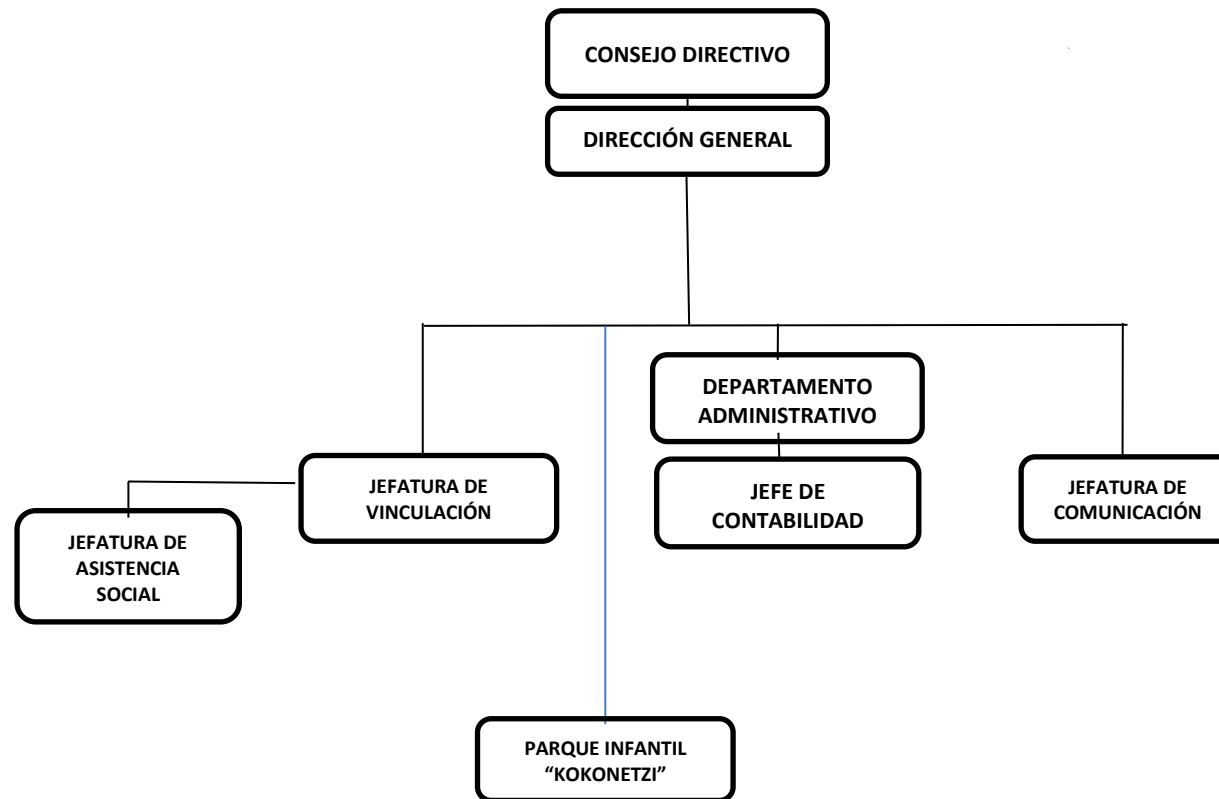 CONSEJO DIRECTIVO
DIRECCIÓN GENERAL
DEPARTAMENTO
ADMINISTRATIVO
JEFATURA DE
VINCULACIÓN
JEFE DE
CONTABILIDAD
JEFATURA DE
COMUNICACIÓN
JEFATURA DE
ASISTENCIA
SOCIAL
PARQUE INFANTIL
“KOKONETZI”